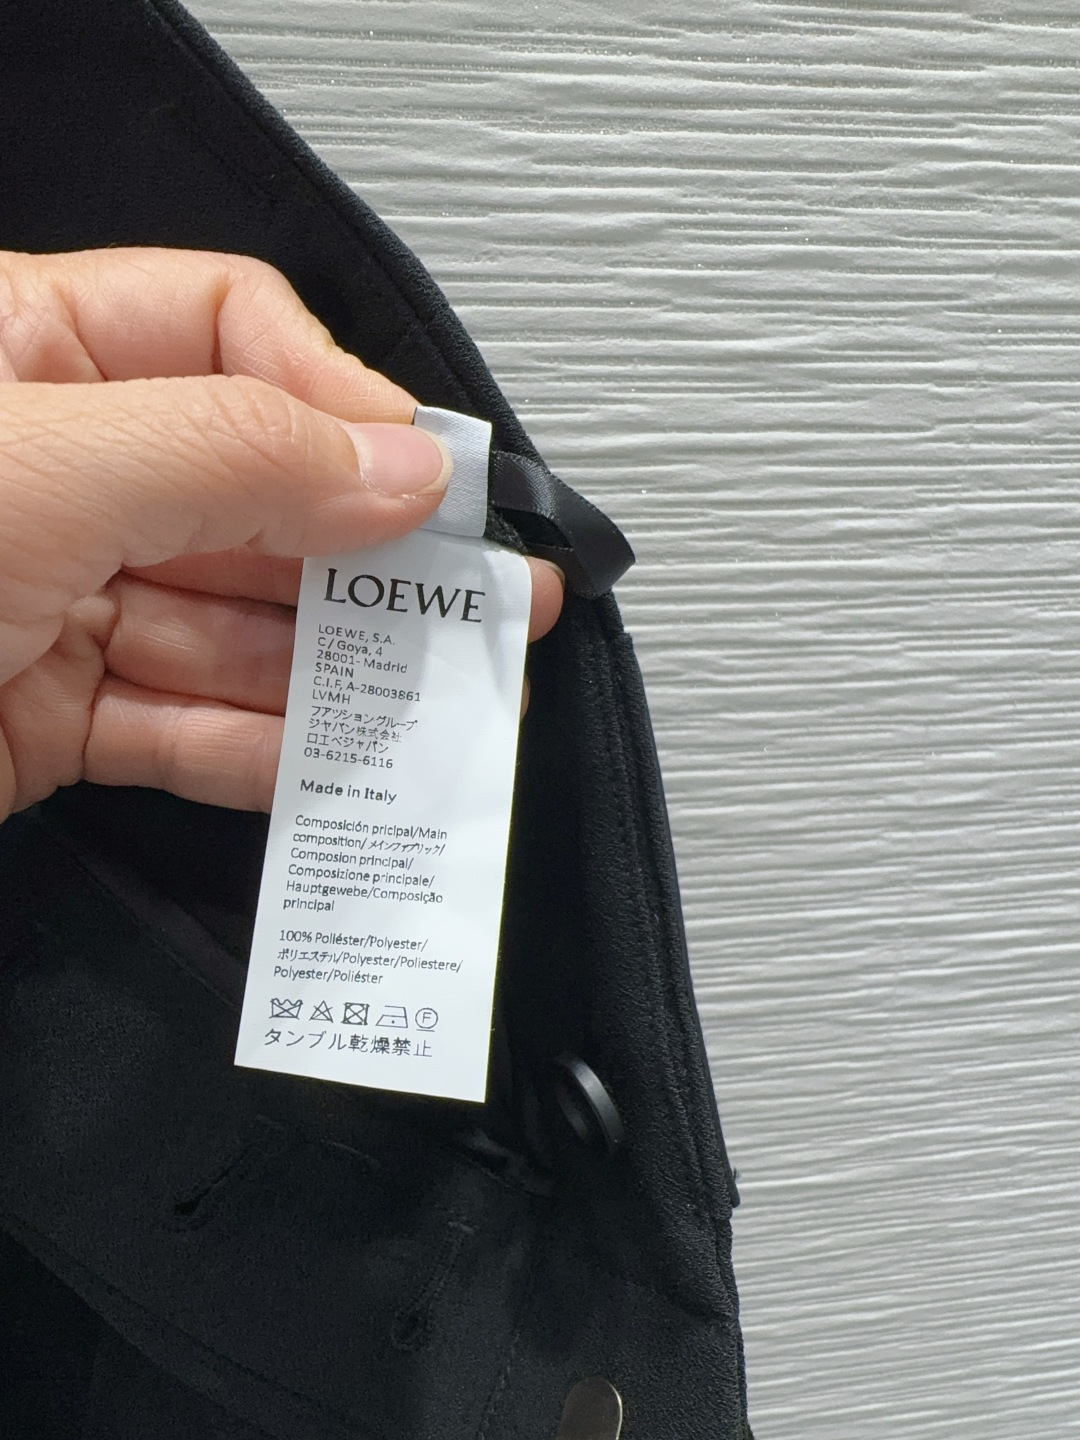 LOEWE
LOEWE, S.A.
C/Goya, 4
28001- Madrid
SPAIN
C.I.F, A-28003861
LVMH
フアッショングループ
ジャパン株式会社
口エベジャパン
03-6215-6116
Made in Italy
Composición pricipal/Main
composition/メインファブリック/
Composion principal/
Composizione principale/
Hauptgewebe/Composição
principal
100% Poliéster/Polyester/
ポリエステル/Polyester/Poliestere/
Polyester/Poliéster
F
タンブル乾燥禁止